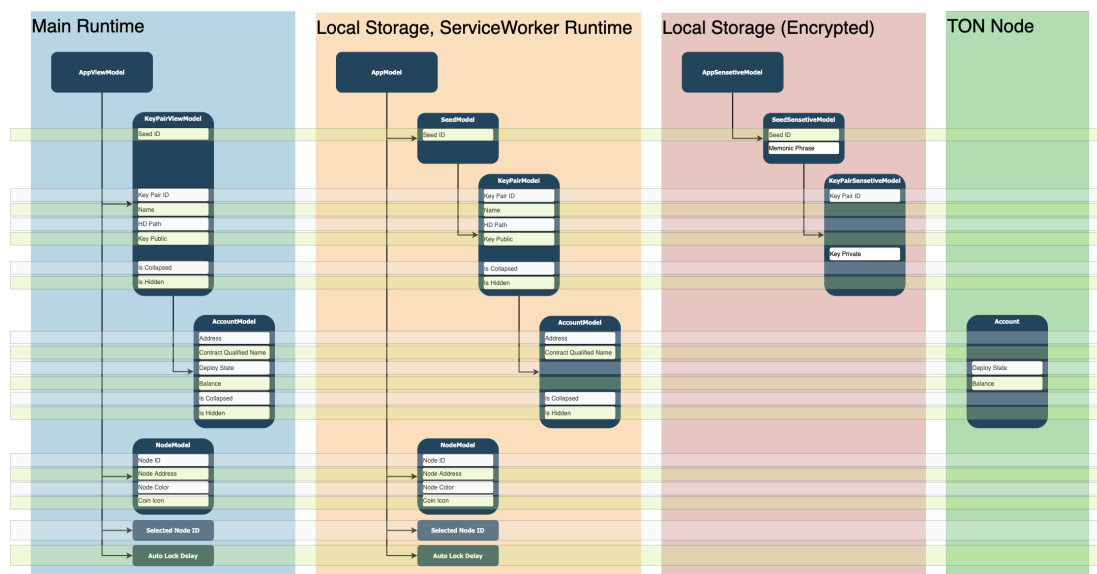 Main Runtime
AppViewModel
KeyPairViewModel
Seed ID
Key Pair ID
Name
HD Path
Key Public
Is Collapsed
Is Hidden
AccountModel
Address
Contract Qualified Name
Deploy State
Balance
Is Collapsed
Is Hidden
NodeModel
Node ID
Node Address
Node Color
Coin Icon
Selected Node ID
Auto Lock Delay
Local Storage, ServiceWorker Runtime
AppModel
SeedModel
Seed ID
KeyPairModel
Key Pair ID
Name
HD Path
Key Public
Is Collapsed
Is Hidden
AccountModel
Address
Contract Qualified Name
Is Collapsed
Is Hidden
NodeModel
Node ID
Node Address
Node Color
Coin Icon
Selected Node ID
Auto Lock Delay
Local Storage (Encrypted)
AppSensetiveModel
SeedSensetiveModel
Seed ID
Memonic Phrase
KeyPairSensetiveModel
Key Pair ID
Key Private
TON Node
Account
Deploy State
Balance